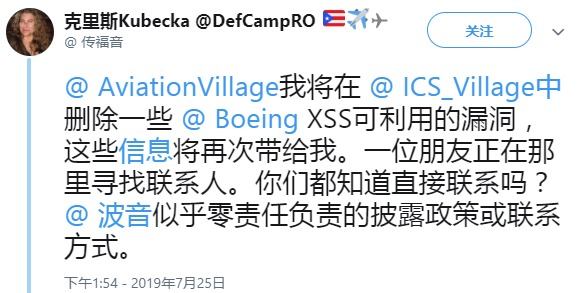 克里斯Kubecka @DefCampRO 🇵🇷✈️✈
@ 传福音
关注
@ AviationVillage我将在 @ ICS_Village中
删除一些 @ Boeing XSS可利用的漏洞，
这些信息将再次带给我。一位朋友正在那
里寻找联系人。你们都知道直接联系吗？
@ 波音似乎零责任负责的披露政策或联系
方式。
下午1:54 - 2019年7月25日